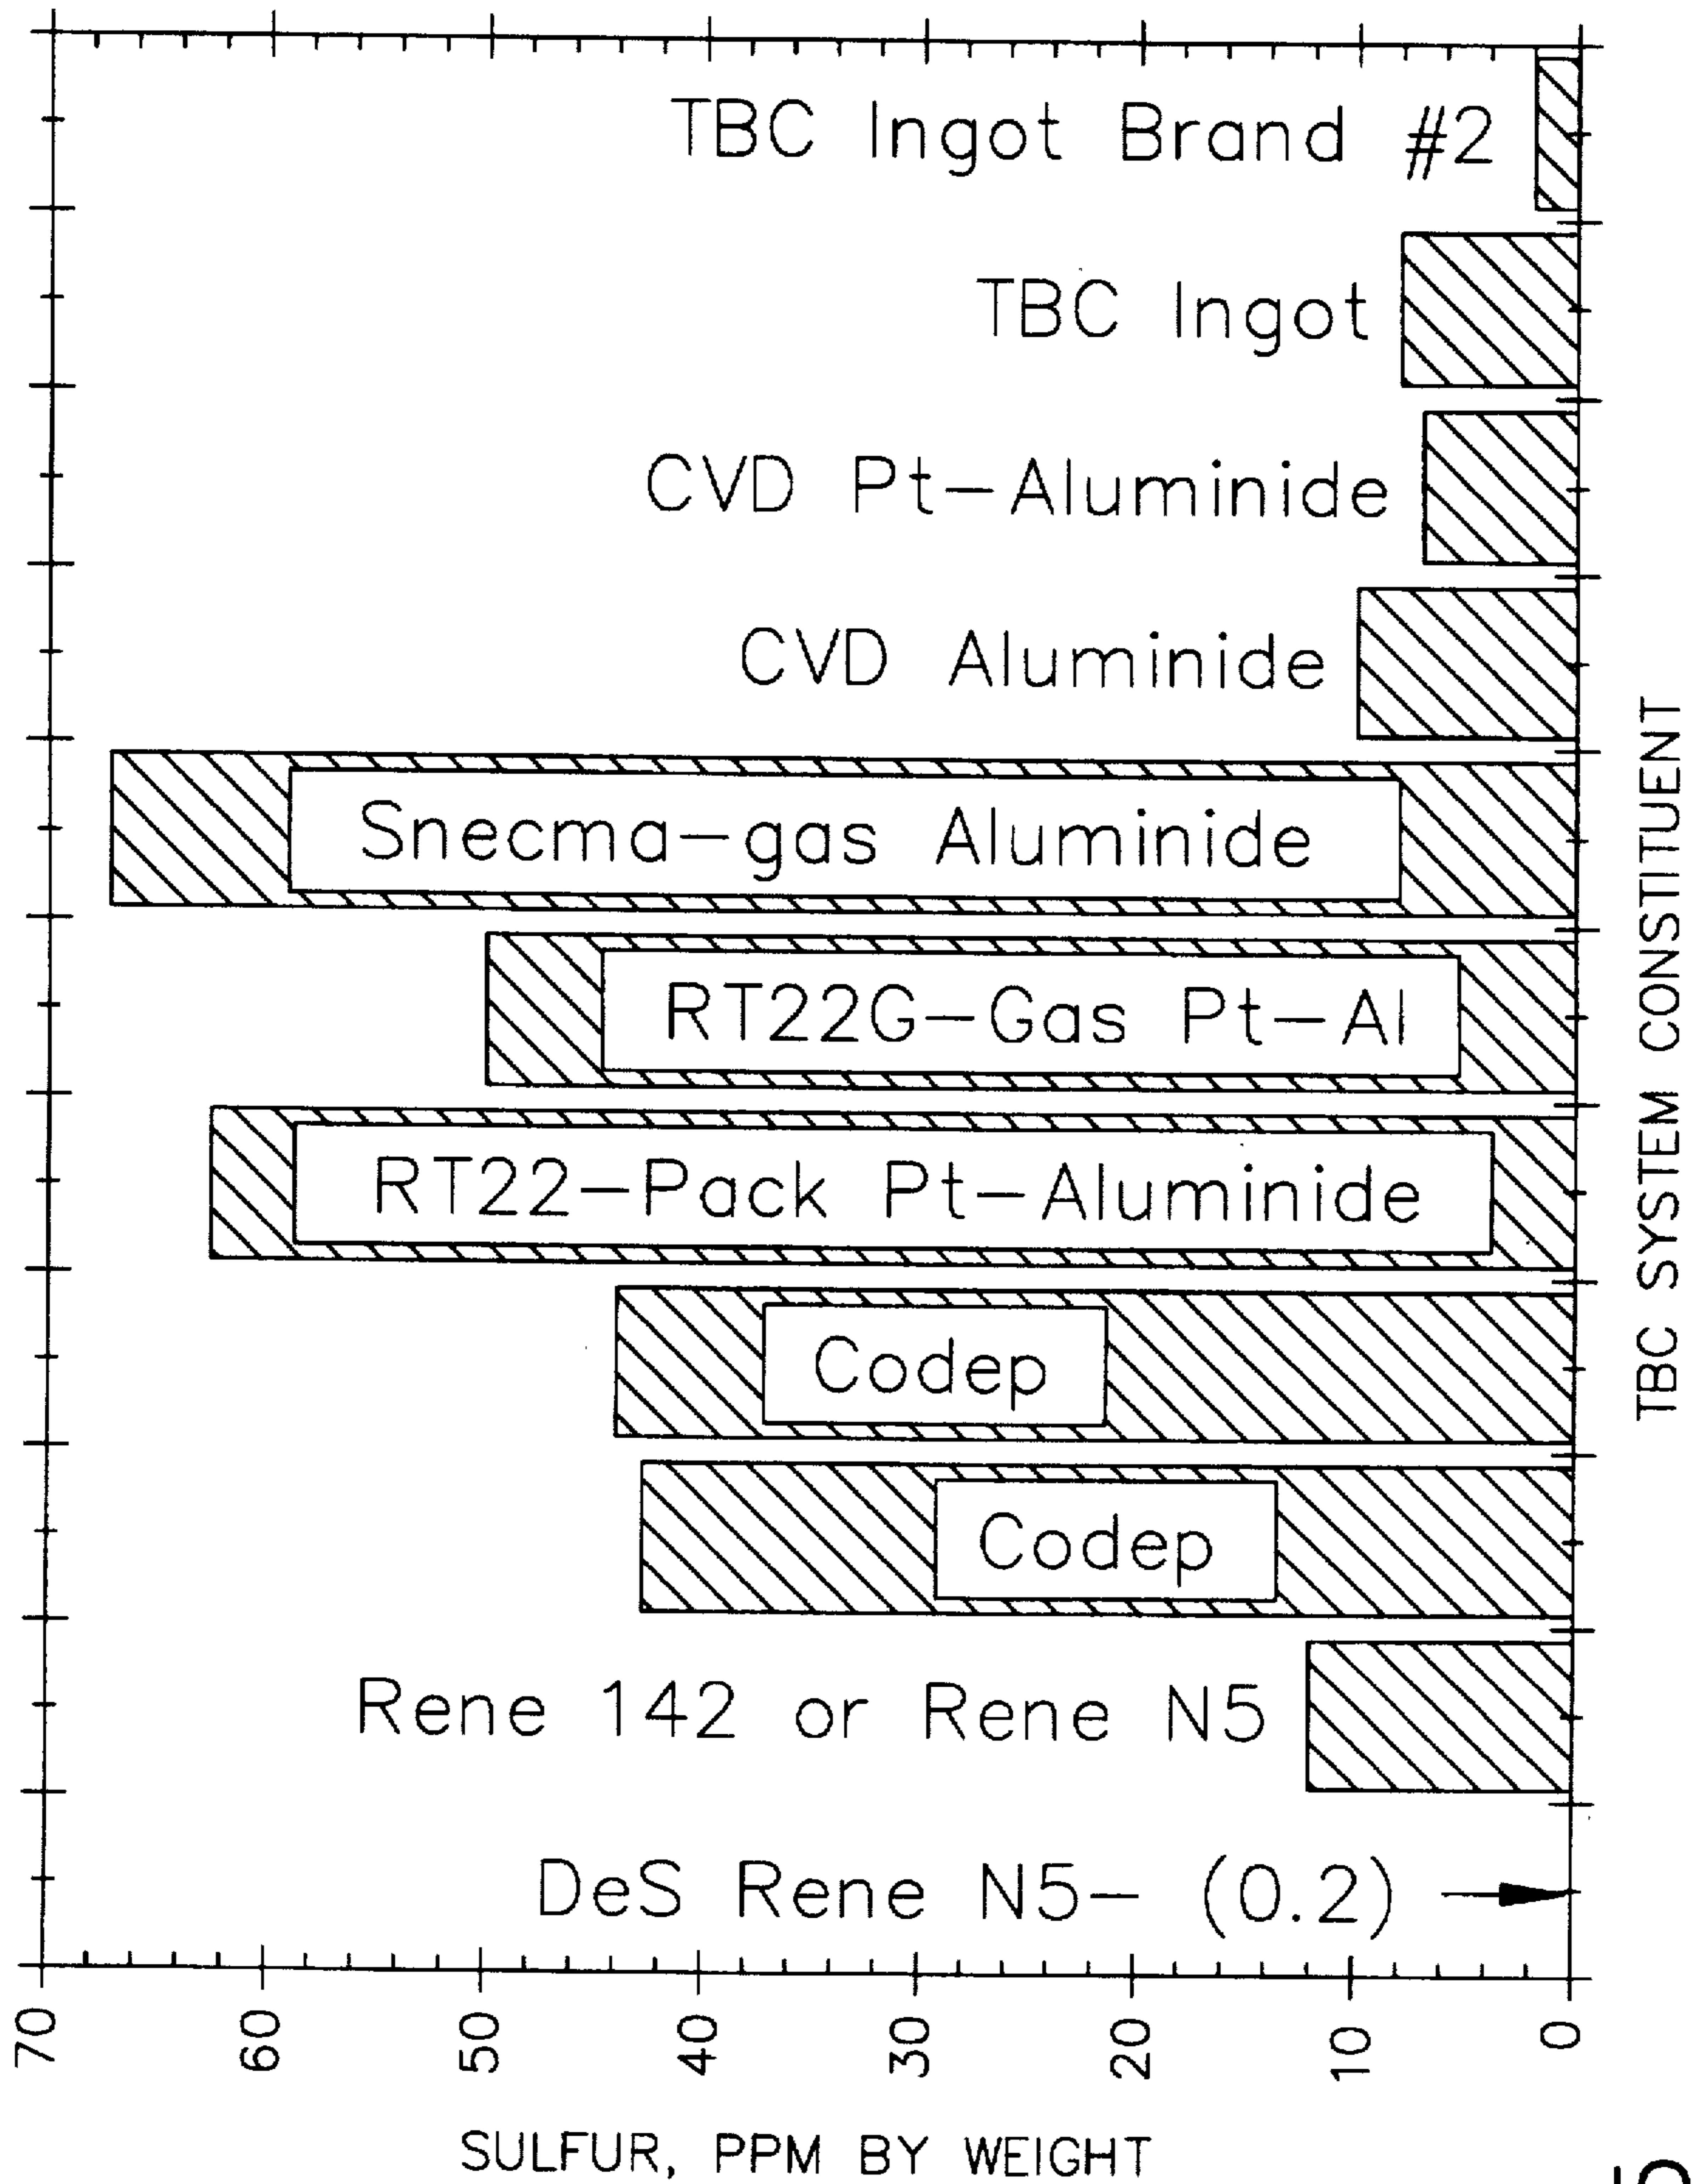 TBC Ingot Brand #2
TBC Ingot
CVD Pt-Aluminide
CVD Aluminide
Snecma-gas Aluminide
RT22G-Gas Pt-Al
RT22-Pack Pt-Aluminide
Codep
Codep
Rene 142 or Rene N5
DeS Rene N5- (0.2)
70
60
50
40
30
20
10
0
SULFUR, PPM BY WEIGHT
TBC SYSTEM CONSTITUENT